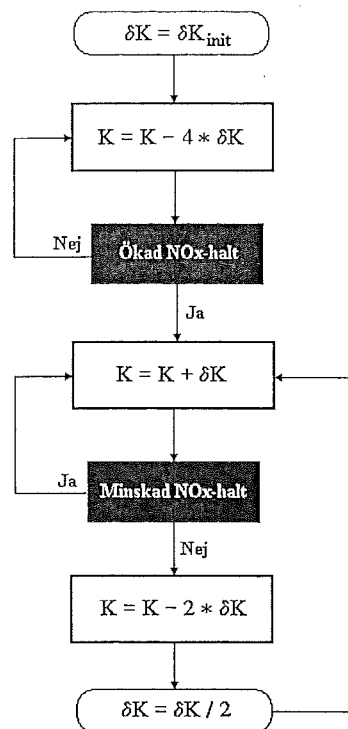 δK = δK_init
K = K − 4 * δK
Nej
Ökad NOx-halt
Ja
K = K + δK
Ja
Minskad NOx-halt
Nej
K = K − 2 * δK
δK = δK / 2